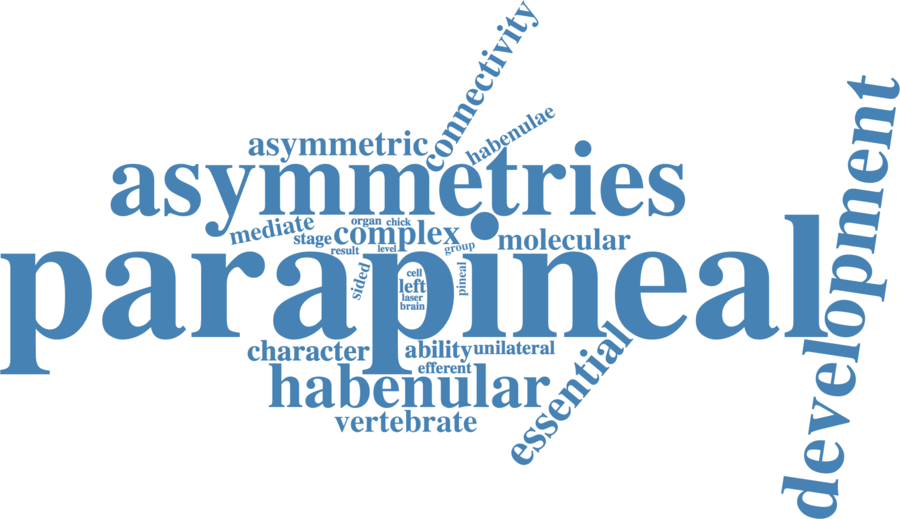 connectivity
habenulae
asymmetric
asymmetries
development
mediate
organ
chick
stage
complex
result
level
group
molecular
parapineal
sided
cell
left
laser
brain
pineal
character
ability
unilateral
efferent
essential
habenular
vertebrate